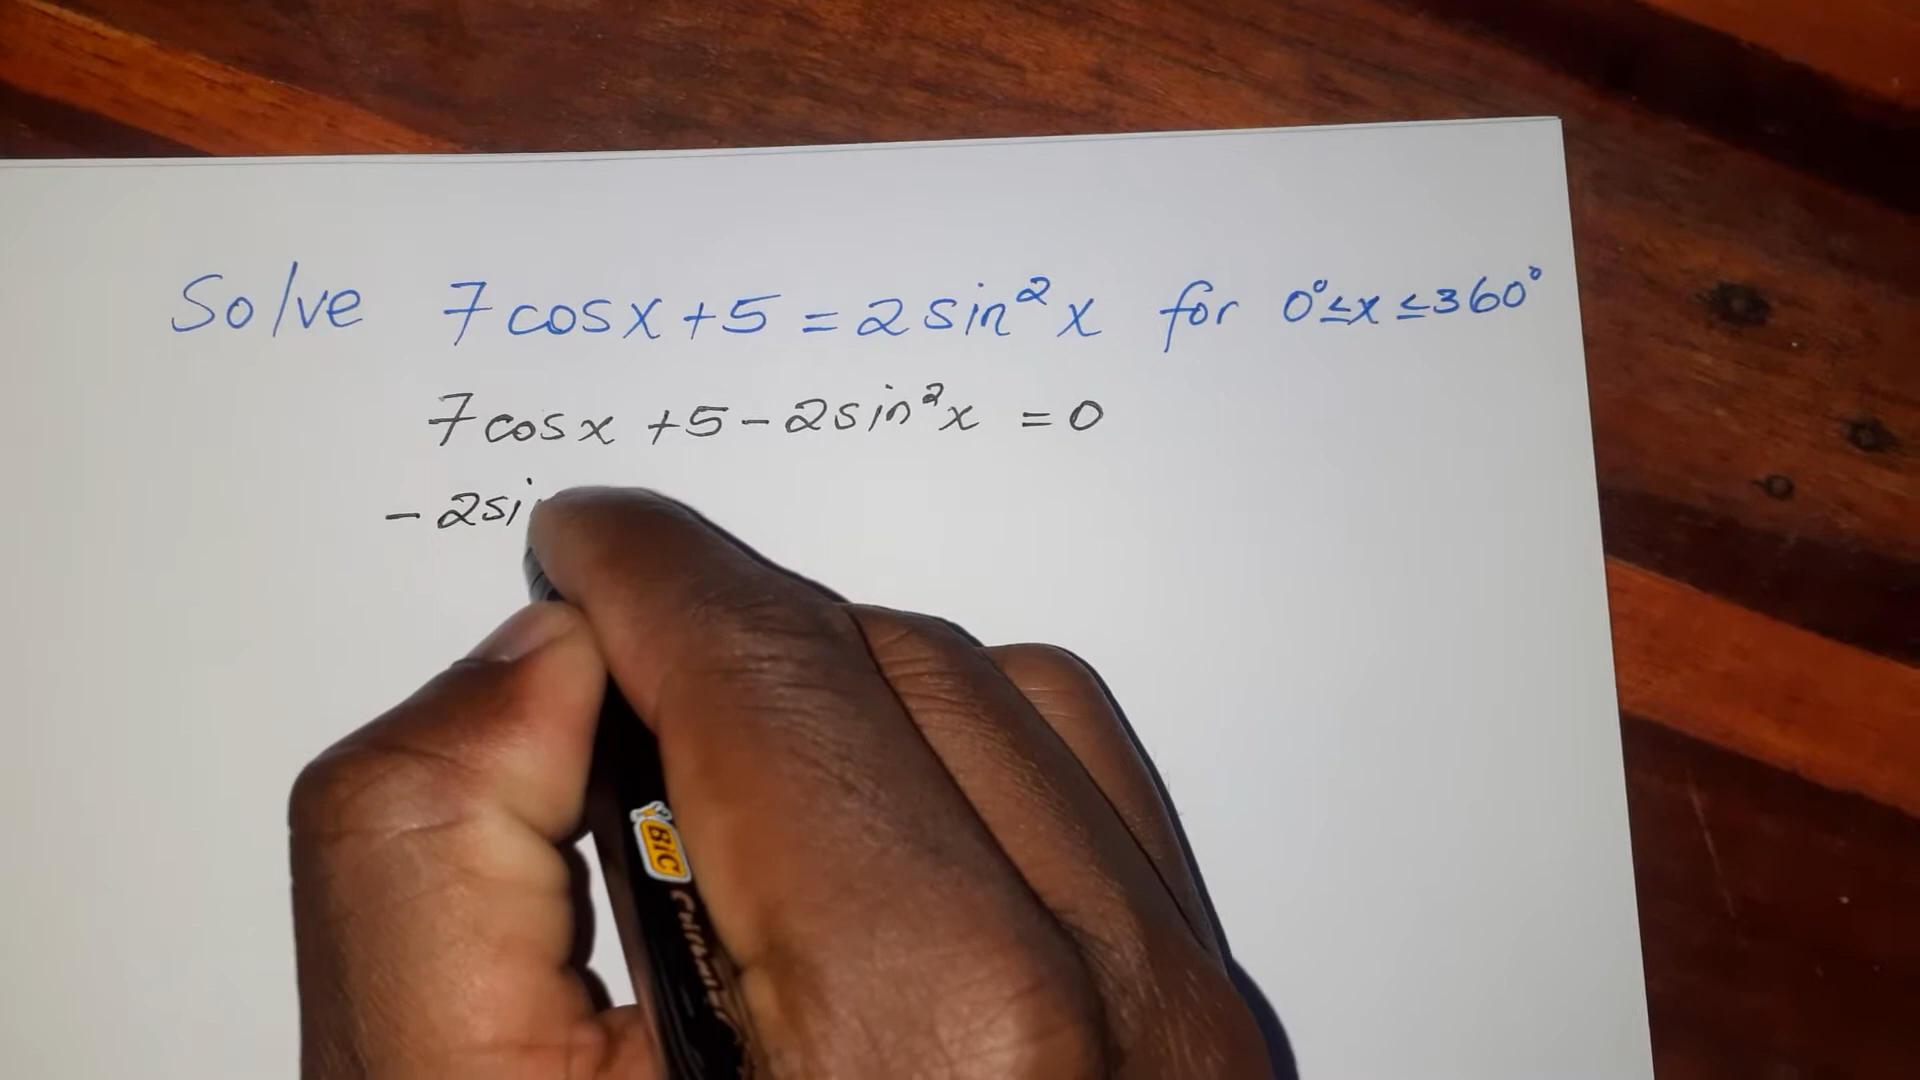 Solve 7cosx+5=2sin²x for 0°≤x≤360°
7cosx +5-2sin²x =0
-2si
BIC